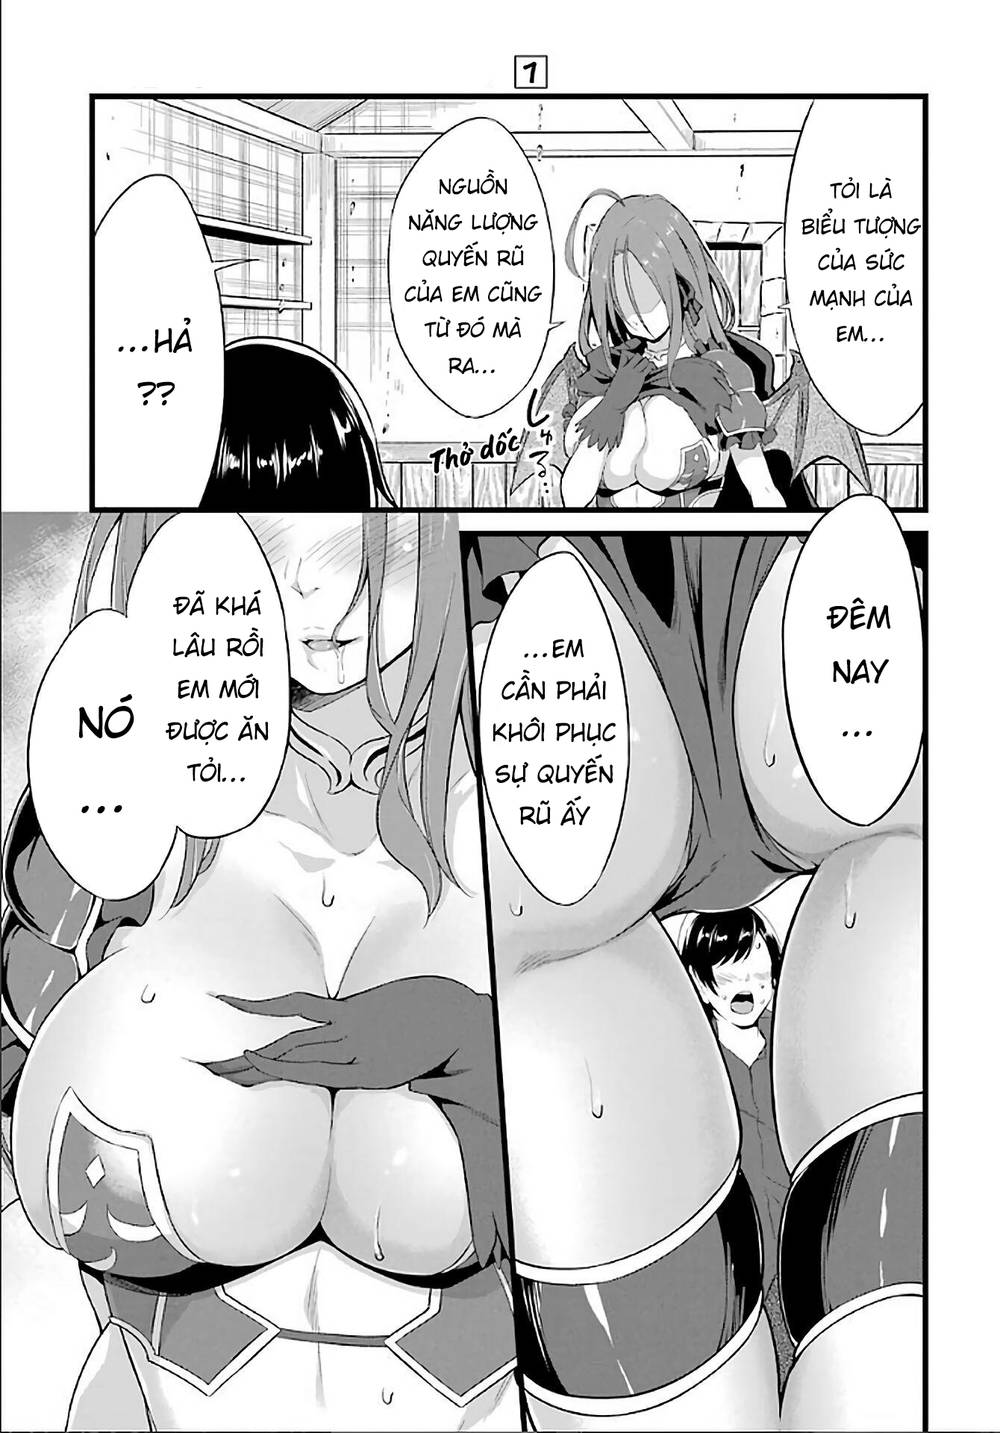 1
TỎI LÀ
BIỂU TƯỢNG
CỦA SỨC
MẠNH CỦA
EM...
NGUỒN
NĂNG LƯỢNG
QUYẾN RŨ
CỦA EM CŨNG
TỪ ĐÓ MÀ
RA...
Thở dốc
...HẢ
??
ĐÊM
NAY
...
...EM
CẦN PHẢI
KHÔI PHỤC
SỰ QUYẾN
RŨ ẤY
ĐÃ KHÁ
LÂU RỒI
EM MỚI
ĐƯỢC ĂN
TỎI...
NÓ
...